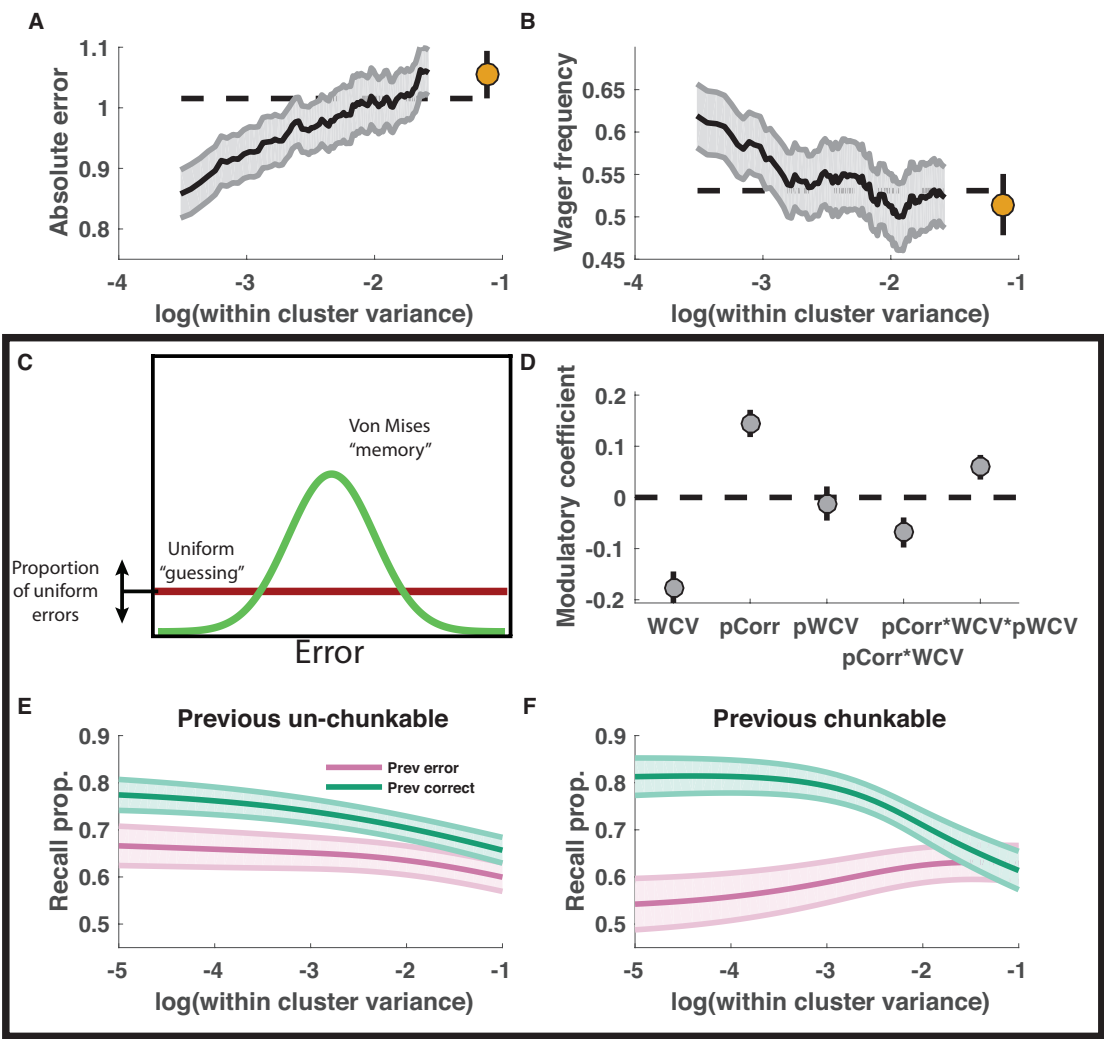 A
1.1
1
0.9
0.8
Absolute error
-4
-3
-2
-1
log(within cluster variance)
B
0.65
0.6
0.55
0.5
0.45
Wager frequency
-4
-3
-2
-1
log(within cluster variance)
C
Von Mises
“memory”
Uniform
“guessing”
Proportion
of uniform
errors
Error
D
0.2
0.1
0
-0.1
-0.2
Modulatory coefficient
WCV
pCorr
pWCV
pCorr*WCV
pCorr*WCV*pWCV
E
Previous un-chunkable
0.9
0.8
0.7
0.6
0.5
Recall prop.
Prev error
Prev correct
-5
-4
-3
-2
-1
log(within cluster variance)
F
Previous chunkable
0.9
0.8
0.7
0.6
0.5
Recall prop.
-5
-4
-3
-2
-1
log(within cluster variance)